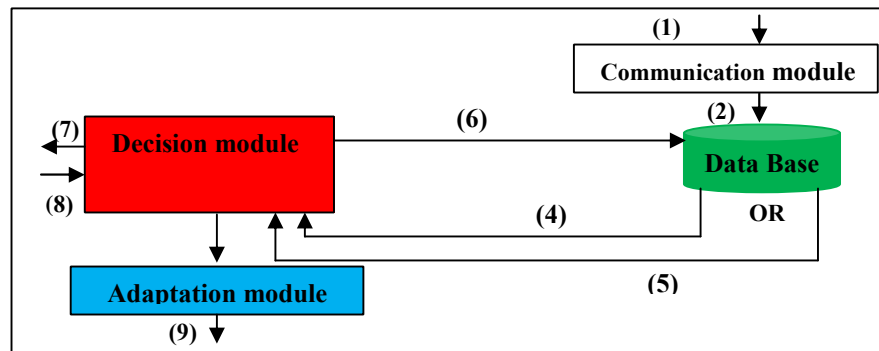 (1)
Communication module
(2)
(7)
Decision module
(6)
Data Base
(8)
OR
(4)
(5)
Adaptation module
(9)